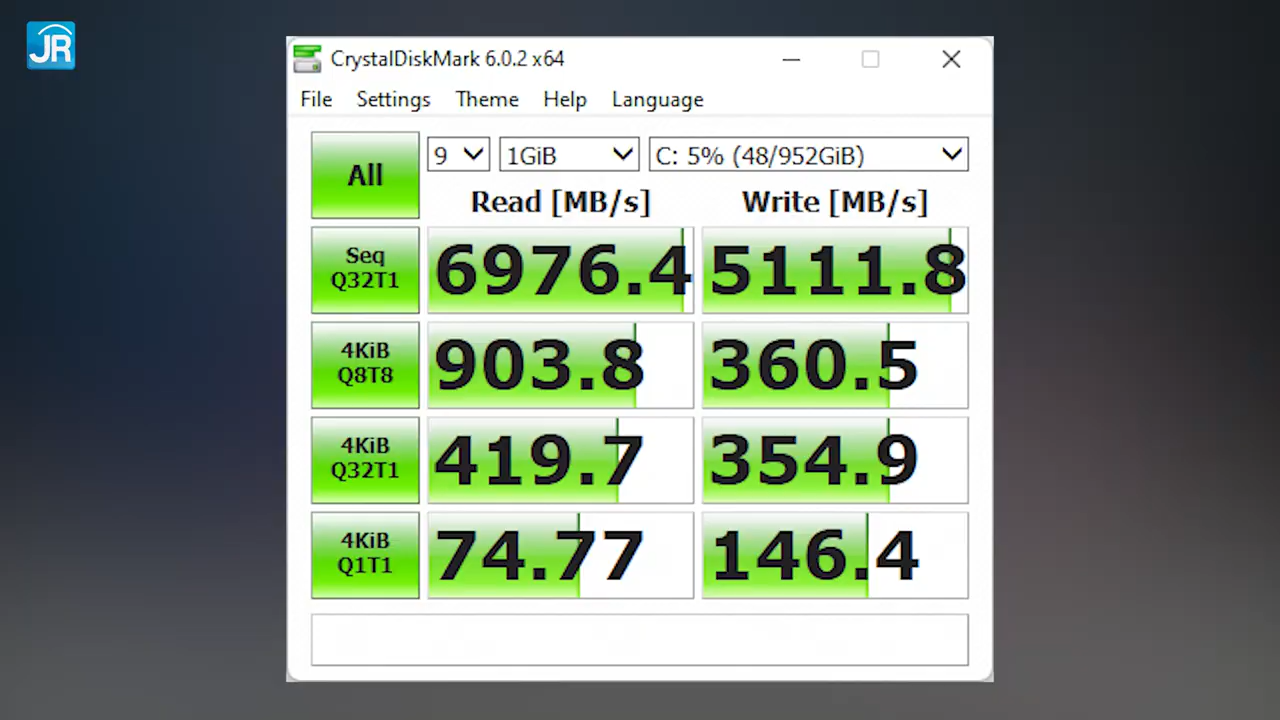 JR
CrystalDiskMark 6.0.2 x64
File Settings Theme Help Language
All
9 1GiB C: 5% (48/952GiB)
Read [MB/s] Write [MB/s]
Seq
Q32T1
6976.4 5111.8
4KiB
Q8T8
903.8 360.5
4KiB
Q32T1
419.7 354.9
4KiB
Q1T1
74.77 146.4